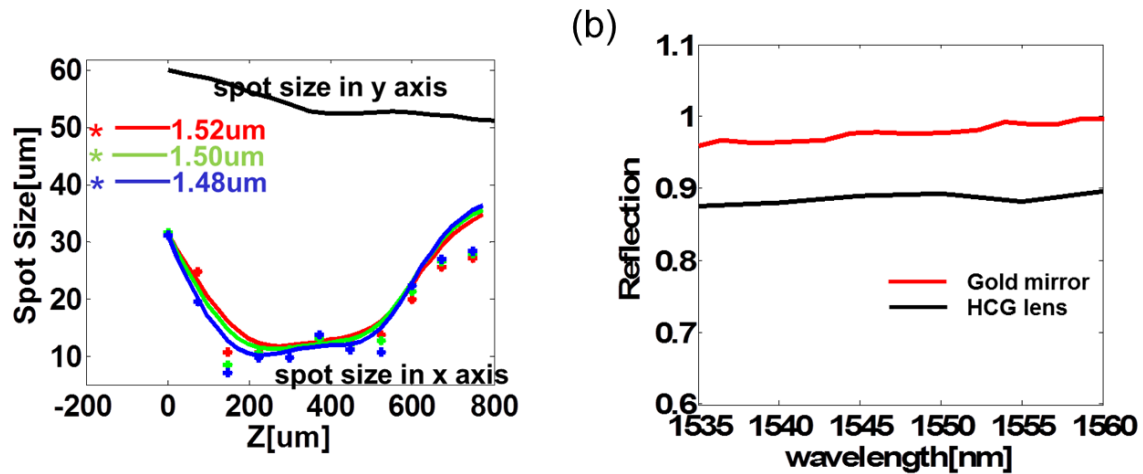 (b)
60
50
40
30
20
10
Spot Size[um]
spot size in y axis
* 1.52um
* 1.50um
* 1.48um
spot size in x axis
-200
0
200
400
600
800
Z[um]
1.1
1
0.9
0.8
0.7
0.6
Reflection
Gold mirror
HCG lens
1535
1540
1545
1550
1555
1560
wavelength[nm]